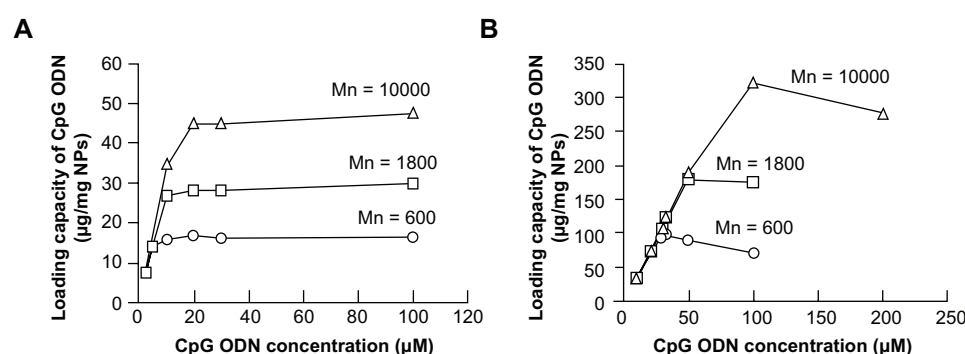 A
Loading capacity of CpG ODN
(µg/mg NPs)
60
50
40
30
20
10
0
0
20
40
60
80
100
120
Mn = 10000
Mn = 1800
Mn = 600
CpG ODN concentration (µM)
B
Loading capacity of CpG ODN
(µg/mg NPs)
350
300
250
200
150
100
50
0
0
50
100
150
200
250
Mn = 10000
Mn = 1800
Mn = 600
CpG ODN concentration (µM)